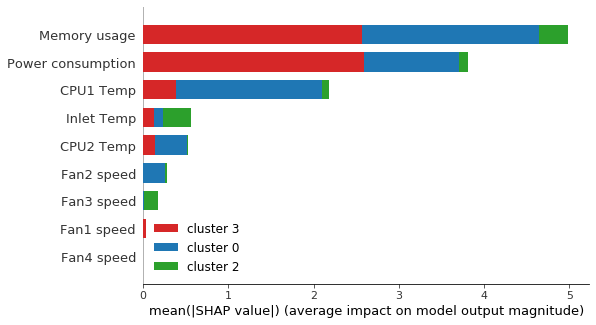 Memory usage
Power consumption
CPU1 Temp
Inlet Temp
CPU2 Temp
Fan2 speed
Fan3 speed
Fan1 speed
Fan4 speed
cluster 3
cluster 0
cluster 2
0 1 2 3 4 5
mean(|SHAP value|) (average impact on model output magnitude)